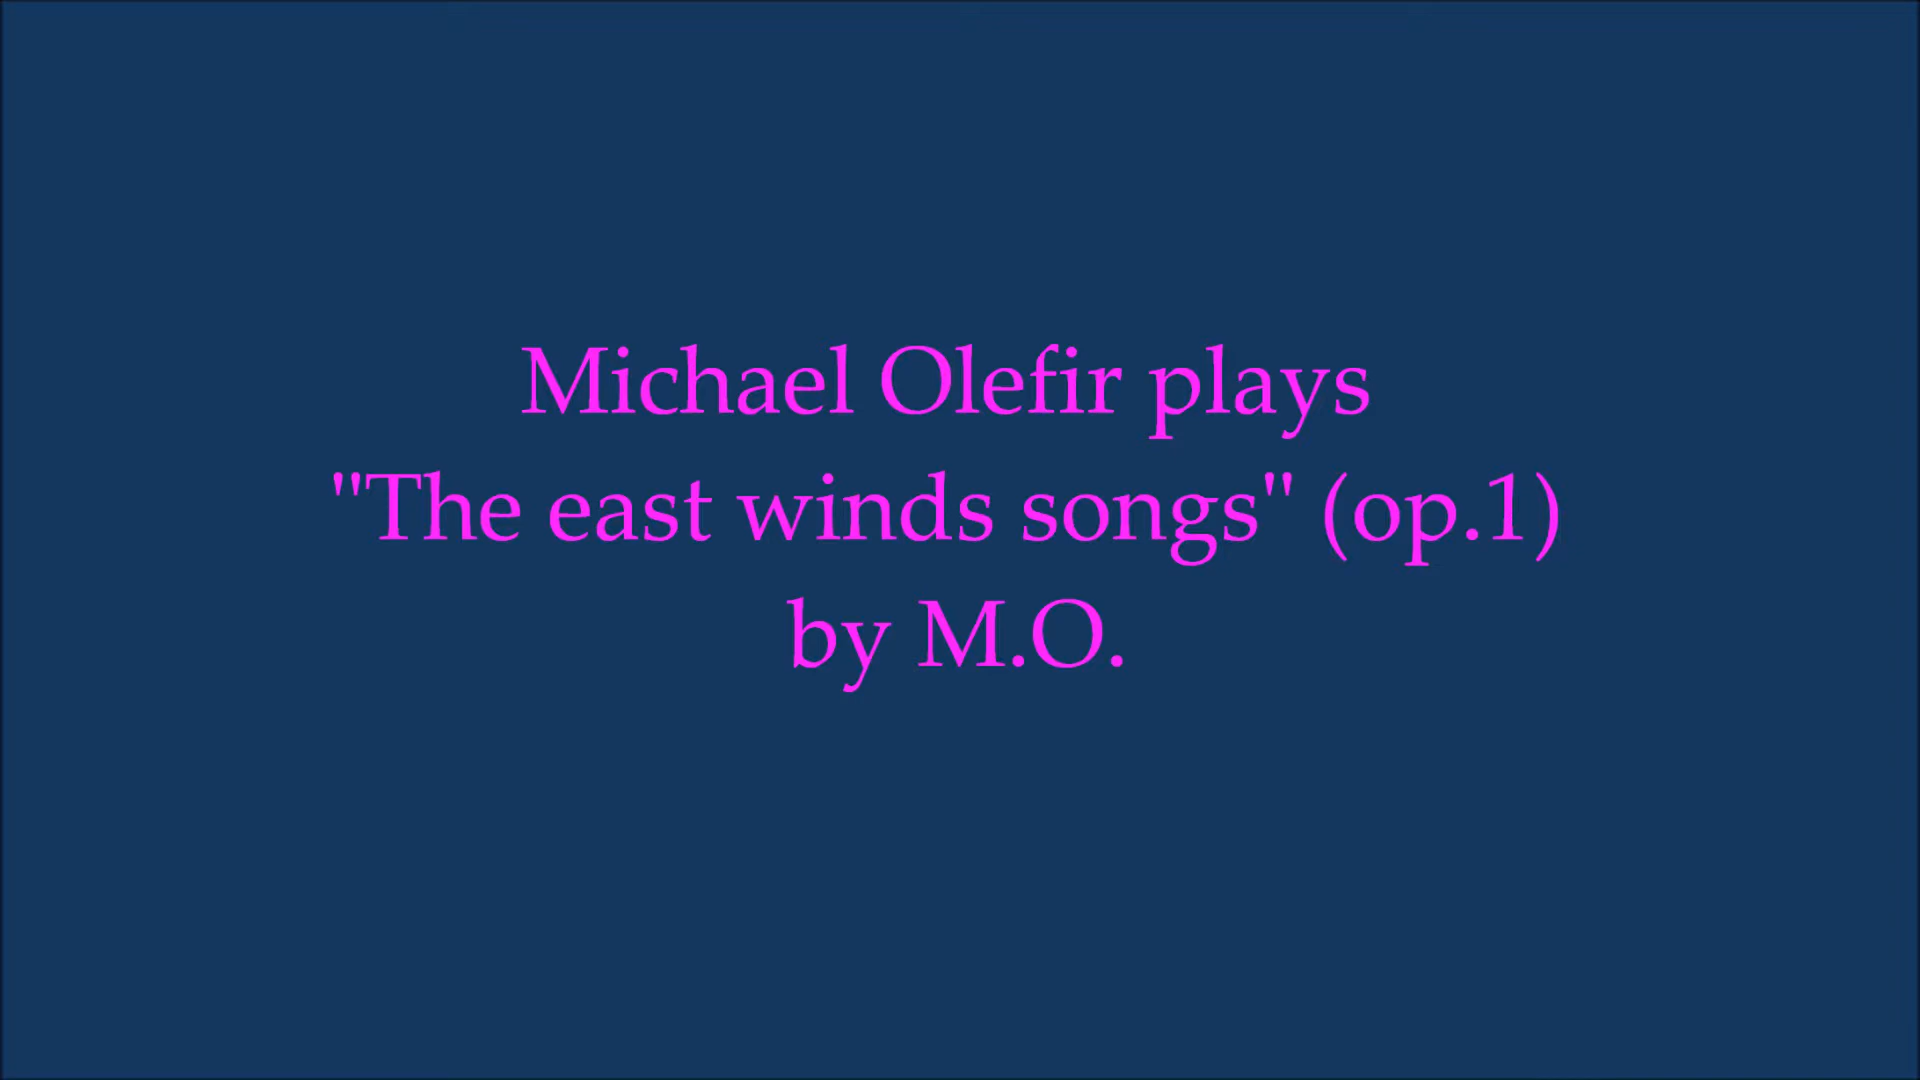 Michael Olefir plays
"The east winds songs" (op.1)
by M.O.